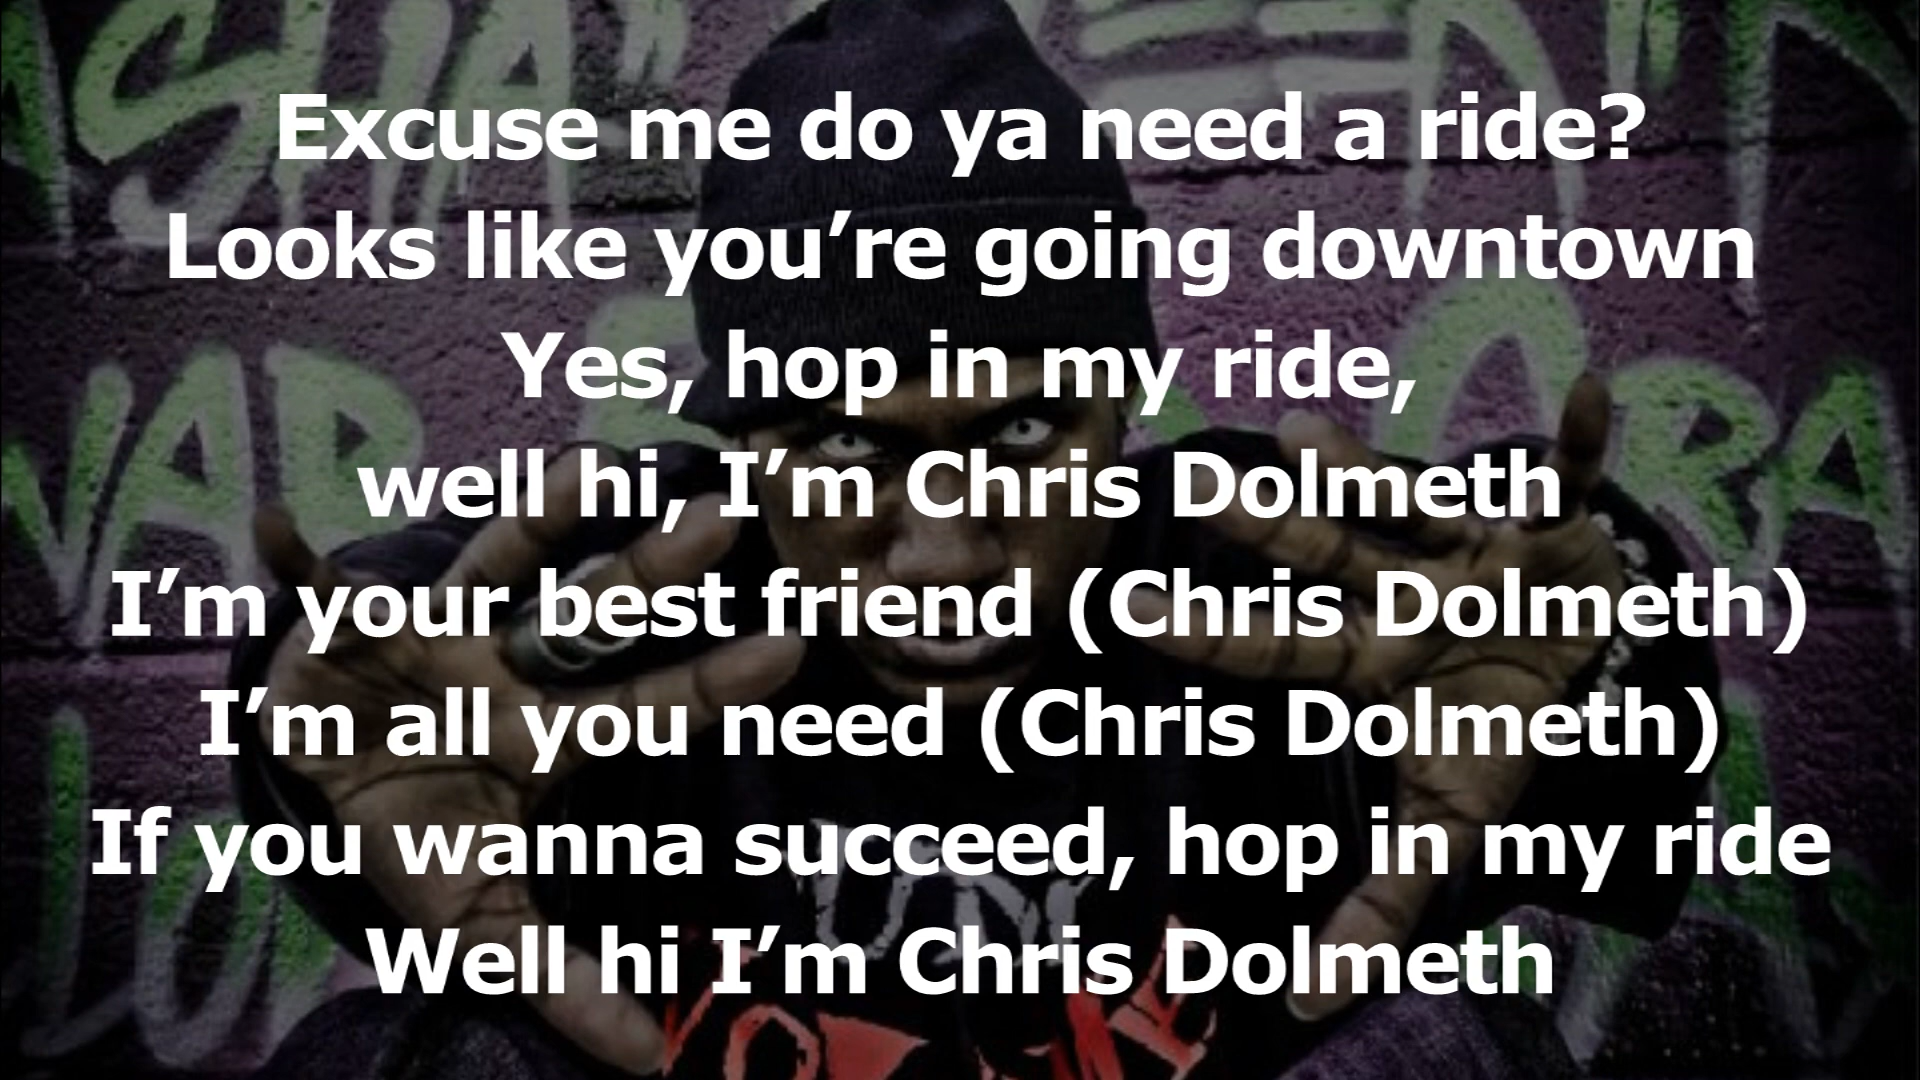 Excuse me do ya need a ride?
Looks like you’re going downtown
Yes, hop in my ride,
well hi, I’m Chris Dolmeth
I’m your best friend (Chris Dolmeth)
I’m all you need (Chris Dolmeth)
If you wanna succeed, hop in my ride
Well hi I’m Chris Dolmeth